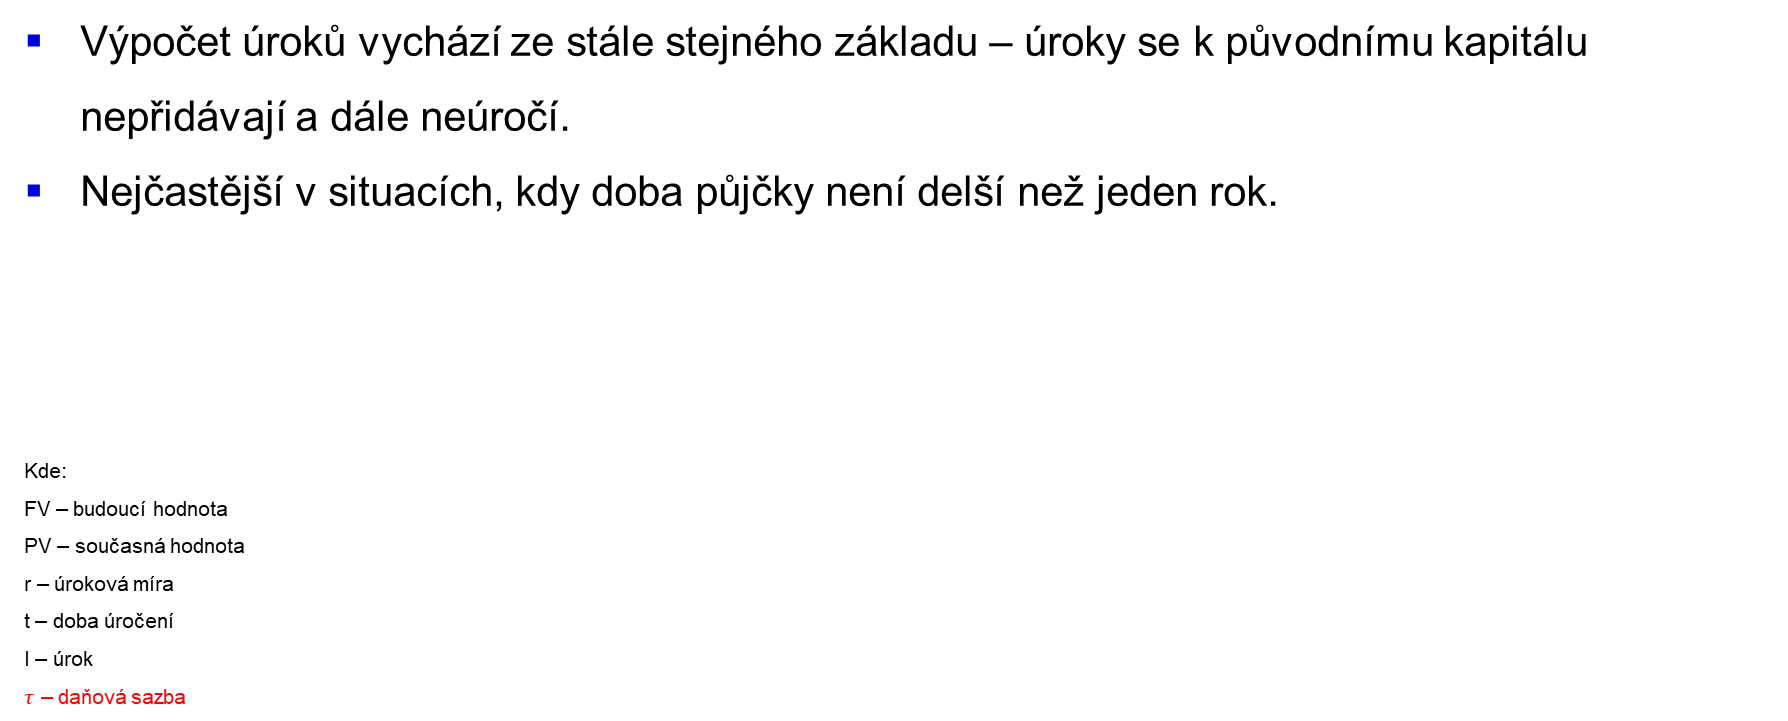 ▪ Výpočet úroků vychází ze stále stejného základu – úroky se k původnímu kapitálu
nepřidávají a dále neúročí.
▪ Nejčastější v situacích, kdy doba půjčky není delší než jeden rok.
Kde:
FV – budoucí hodnota
PV – současná hodnota
r – úroková míra
t – doba úročení
I – úrok
τ – daňová sazba